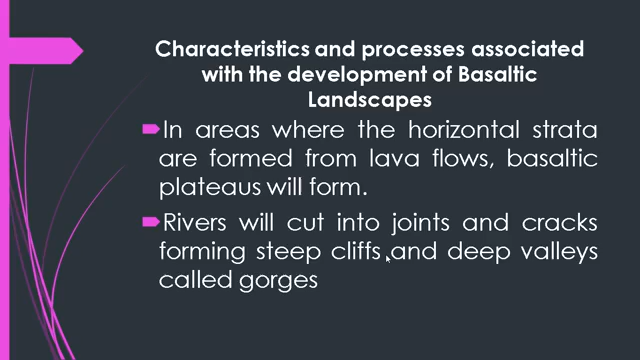 Characteristics and processes associated
with the development of Basaltic
Landscapes
In areas where the horizontal strata
are formed from lava flows, basaltic
plateaus will form.
Rivers will cut into joints and cracks
forming steep cliffs and deep valleys
called gorges